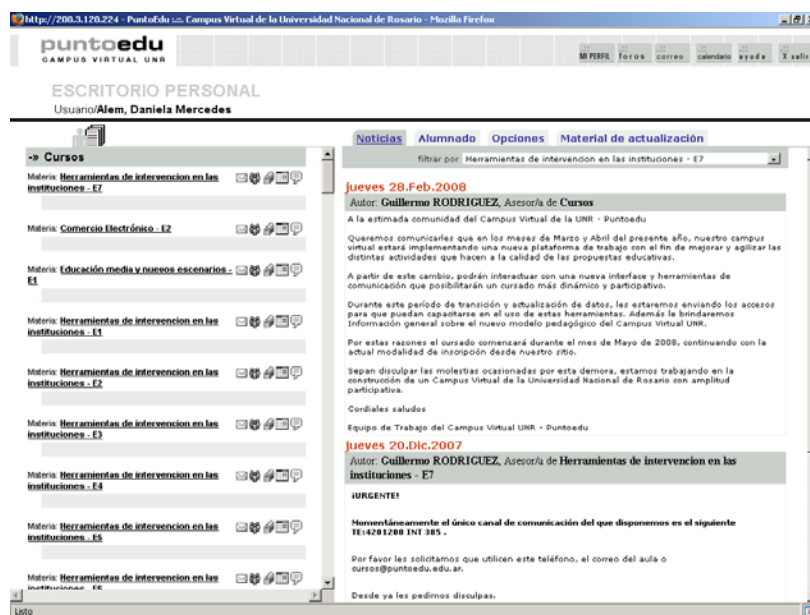 http://200.3.120.224 - PuntoEdu :.:. Campus Virtual de la Universidad Nacional de Rosario - Mozilla Firefox
puntoedu
CAMPUS VIRTUAL UNR
MI PERFIL foros correo calendario ayuda X salir
ESCRITORIO PERSONAL
Usuario/Alem, Daniela Mercedes
-» Cursos
Materia: Herramientas de intervencion en las
instituciones - E7
Materia: Comercio Electrónico - E2
Materia: Educación media y nuevos escenarios -
E1
Materia: Herramientas de intervencion en las
instituciones - E1
Materia: Herramientas de intervencion en las
instituciones - E2
Materia: Herramientas de intervencion en las
instituciones - E3
Materia: Herramientas de intervencion en las
instituciones - E4
Materia: Herramientas de intervencion en las
instituciones - E5
Materia: Herramientas de intervencion en las
Noticias Alumnado Opciones Material de actualización
filtrar por Herramientas de intervencion en las instituciones - E7
jueves 28.Feb.2008
Autor: Guillermo RODRIGUEZ, Asesor/a de Cursos
A la estimada comunidad del Campus Virtual de la UNR - Puntoedu
Queremos comunicarles que en los meses de Marzo y Abril del presente año, nuestro campus
virtual estará implementando una nueva plataforma de trabajo con el fin de mejorar y agilizar las
distintas actividades que hacen a la calidad de las propuestas educativas.
A partir de este cambio, podrán interactuar con una nueva interface y herramientas de
comunicación que posibilitarán un cursado más dinámico y participativo.
Durante este período de transición y actualización de datos, les estaremos enviando los accesos
para que puedan capacitarse en el uso de estas herramientas. Además le brindaremos
Información general sobre el nuevo modelo pedagógico del Campus Virtual UNR.
Por estas razones el cursado comenzará durante el mes de Mayo de 2008, continuando con la
actual modalidad de inscripción desde nuestro sitio.
Sepan disculpar las molestias ocasionadas por esta demora, estamos trabajando en la
construcción de un Campus Virtual de la Universidad Nacional de Rosario con amplitud
participativa.
Cordiales saludos
Equipo de Trabajo del Campus Virtual UNR - Puntoedu
jueves 20.Dic.2007
Autor: Guillermo RODRIGUEZ, Asesor/a de Herramientas de intervencion en las
instituciones - E7
¡URGENTE!
Momentáneamente el único canal de comunicación del que disponemos es el siguiente
TE:4201200 INT 385 .
Por favor les solicitamos que utilicen este teléfono, el correo del aula o
cursos@puntoedu.edu.ar.
Desde ya les pedimos disculpas.
Listo